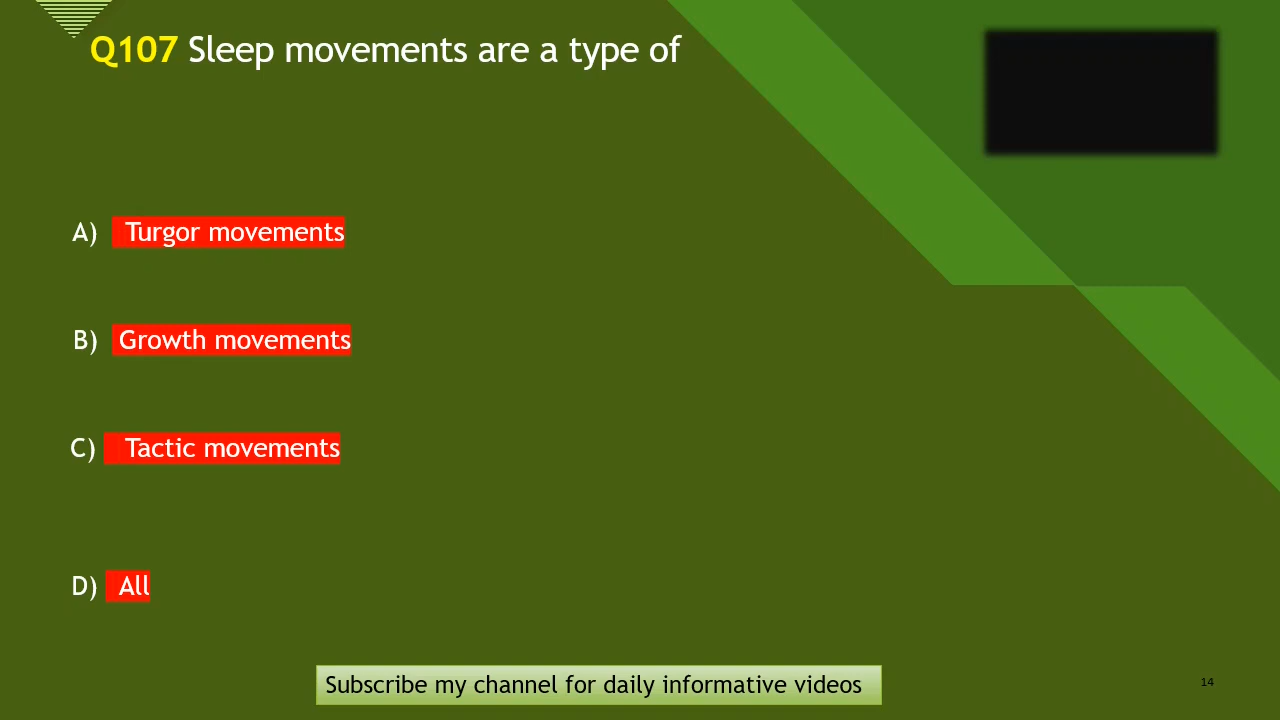 Q107 Sleep movements are a type of
A) Turgor movements
B) Growth movements
C) Tactic movements
D) All
Subscribe my channel for daily informative videos
14